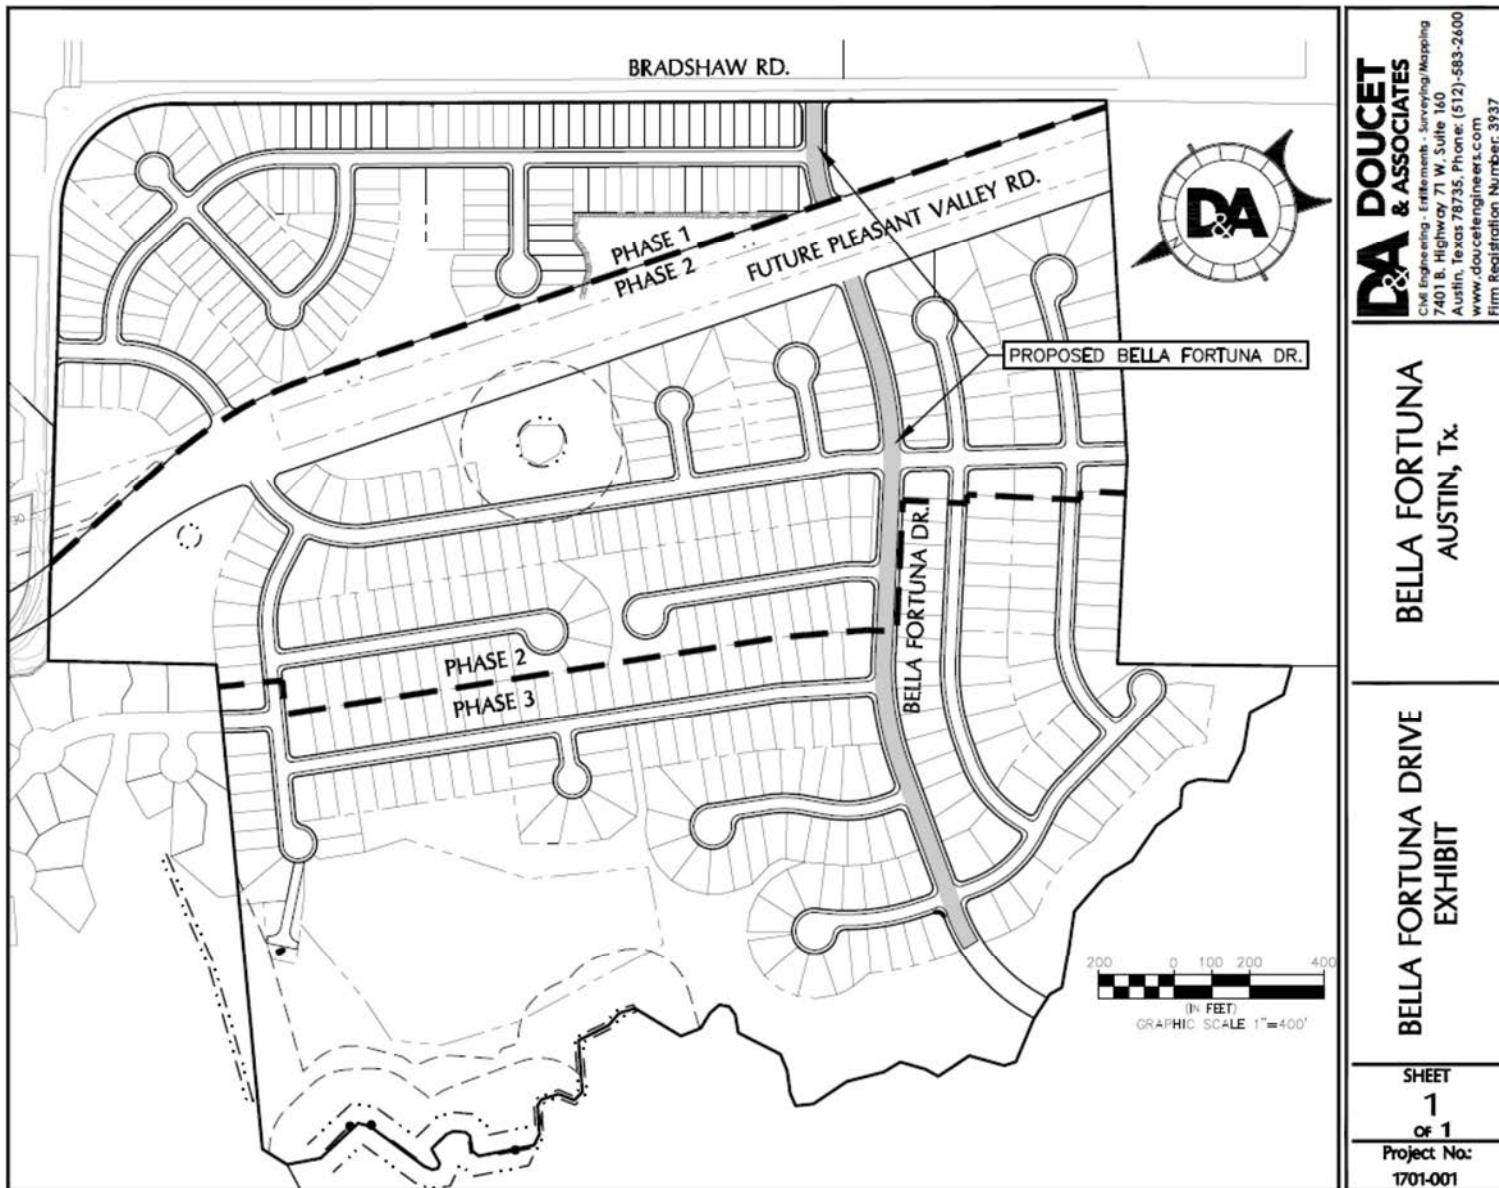 BRADSHAW RD.
PHASE 1
PHASE 2
FUTURE PLEASANT VALLEY RD.
PROPOSED BELLA FORTUNA DR.
BELLA FORTUNA DR.
PHASE 2
PHASE 3
N
D&A
200 0 100 200 400
(IN FEET)
GRAPHIC SCALE 1"=400'
D&A DOUCET
& ASSOCIATES
Civil Engineering - Entitlements - Surveying/Mapping
7401 B. Highway 71 W, Suite 160
Austin, Texas 78735, Phone: (512)-583-2600
www.doucetengineers.com
Firm Registration Number: 3937
BELLA FORTUNA
AUSTIN, Tx.
BELLA FORTUNA DRIVE
EXHIBIT
SHEET
1
OF 1
Project No.:
1701-001